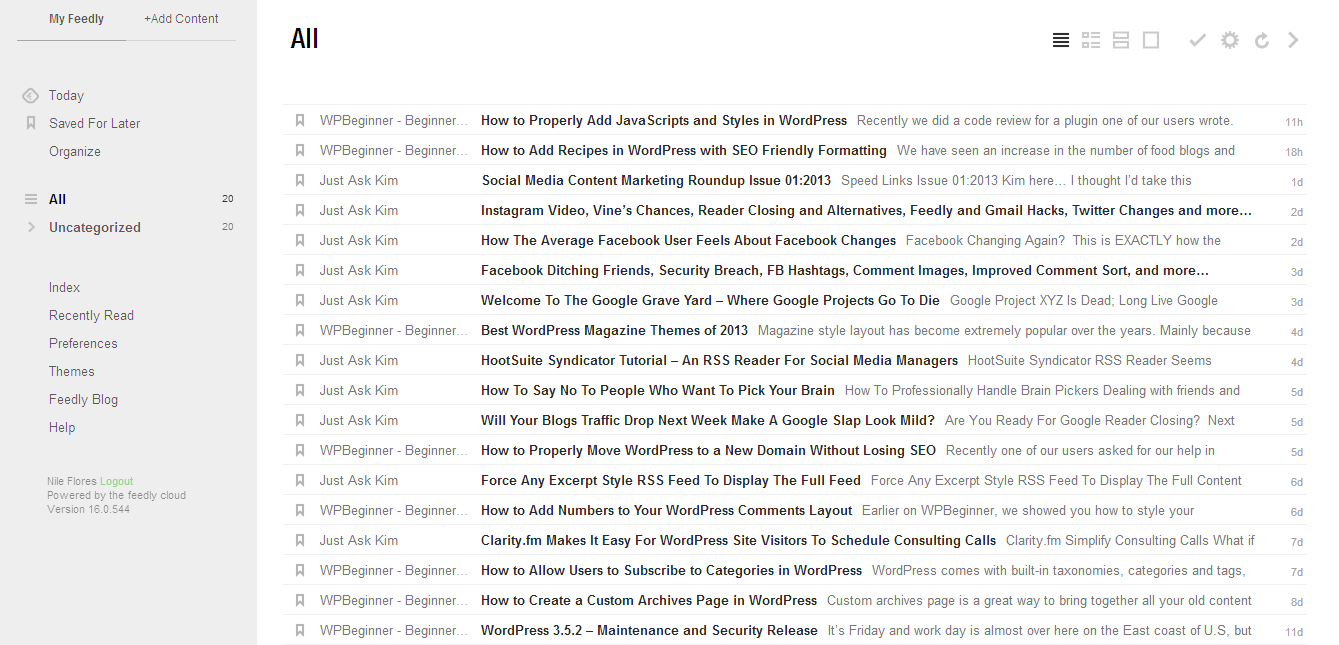 My Feedly +Add Content
Today
Saved For Later
Organize
All 20
Uncategorized 20
Index
Recently Read
Preferences
Themes
Feedly Blog
Help
Nile Flores Logout
Powered by the feedly cloud
Version 16.0.544
All
WPBeginner - Beginner... How to Properly Add JavaScripts and Styles in WordPress Recently we did a code review for a plugin one of our users wrote. 11h
WPBeginner - Beginner... How to Add Recipes in WordPress with SEO Friendly Formatting We have seen an increase in the number of food blogs and 18h
Just Ask Kim Social Media Content Marketing Roundup Issue 01:2013 Speed Links Issue 01:2013 Kim here... I thought I'd take this 1d
Just Ask Kim Instagram Video, Vine's Chances, Reader Closing and Alternatives, Feedly and Gmail Hacks, Twitter Changes and more... 2d
Just Ask Kim How The Average Facebook User Feels About Facebook Changes Facebook Changing Again? This is EXACTLY how the 2d
Just Ask Kim Facebook Ditching Friends, Security Breach, FB Hashtags, Comment Images, Improved Comment Sort, and more... 3d
Just Ask Kim Welcome To The Google Grave Yard – Where Google Projects Go To Die Google Project XYZ Is Dead; Long Live Google 3d
WPBeginner - Beginner... Best WordPress Magazine Themes of 2013 Magazine style layout has become extremely popular over the years. Mainly because 4d
Just Ask Kim HootSuite Syndicator Tutorial – An RSS Reader For Social Media Managers HootSuite Syndicator RSS Reader Seems 4d
Just Ask Kim How To Say No To People Who Want To Pick Your Brain How To Professionally Handle Brain Pickers Dealing with friends and 5d
Just Ask Kim Will Your Blogs Traffic Drop Next Week Make A Google Slap Look Mild? Are You Ready For Google Reader Closing? Next 5d
WPBeginner - Beginner... How to Properly Move WordPress to a New Domain Without Losing SEO Recently one of our users asked for our help in 5d
Just Ask Kim Force Any Excerpt Style RSS Feed To Display The Full Feed Force Any Excerpt Style RSS Feed To Display The Full Content 6d
WPBeginner - Beginner... How to Add Numbers to Your WordPress Comments Layout Earlier on WPBeginner, we showed you how to style your 6d
Just Ask Kim Clarity.fm Makes It Easy For WordPress Site Visitors To Schedule Consulting Calls Clarity.fm Simplify Consulting Calls What if 7d
WPBeginner - Beginner... How to Allow Users to Subscribe to Categories in WordPress WordPress comes with built-in taxonomies, categories and tags, 7d
WPBeginner - Beginner... How to Create a Custom Archives Page in WordPress Custom archives page is a great way to bring together all your old content 8d
WPBeginner - Beginner... WordPress 3.5.2 – Maintenance and Security Release It's Friday and work day is almost over here on the East coast of U.S, but 11d